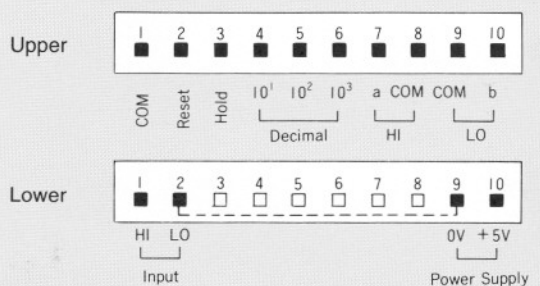 1 2 3 4 5 6 7 8 9 10
Upper
COM Reset Hold 10¹ 10² 10³ a COM COM b
Decimal HI LO
1 2 3 4 5 6 7 8 9 10
Lower
HI LO 0V +5V
Input Power Supply